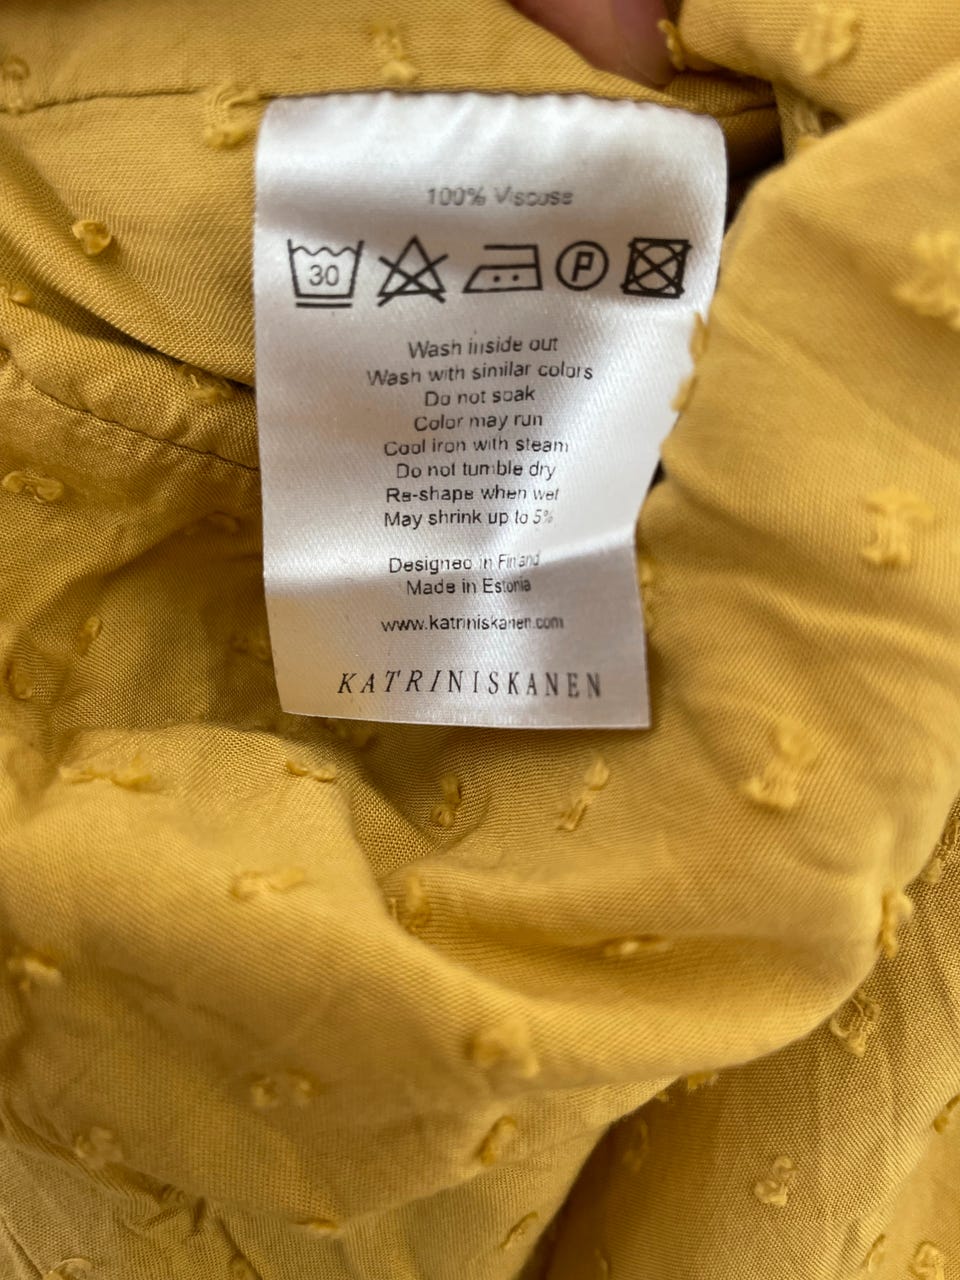 100% Viscose
30 P
Wash inside out
Wash with similar colors
Do not soak
Color may run
Cool iron with steam
Do not tumble dry
Re-shape when wet
May shrink up to 5%
Designed in Finland
Made in Estonia
www.katriniskanen.com
KATRINISKANEN